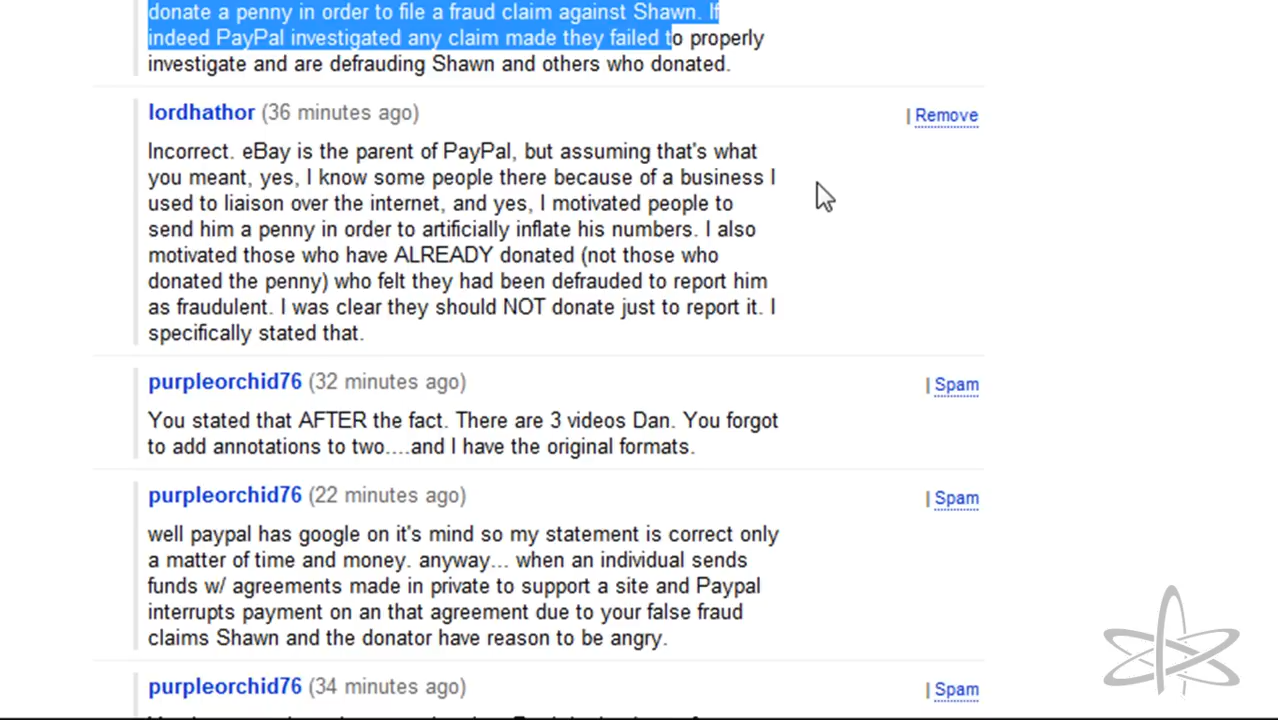 donate a penny in order to file a fraud claim against Shawn. If
indeed PayPal investigated any claim made they failed to properly
investigate and are defrauding Shawn and others who donated.
lordhathor (36 minutes ago) | Remove
Incorrect. eBay is the parent of PayPal, but assuming that's what
you meant, yes, I know some people there because of a business I
used to liaison over the internet, and yes, I motivated people to
send him a penny in order to artificially inflate his numbers. I also
motivated those who have ALREADY donated (not those who
donated the penny) who felt they had been defrauded to report him
as fraudulent. I was clear they should NOT donate just to report it. I
specifically stated that.
purpleorchid76 (32 minutes ago) | Spam
You stated that AFTER the fact. There are 3 videos Dan. You forgot
to add annotations to two....and I have the original formats.
purpleorchid76 (22 minutes ago) | Spam
well paypal has google on it's mind so my statement is correct only
a matter of time and money. anyway... when an individual sends
funds w/ agreements made in private to support a site and Paypal
interrupts payment on an that agreement due to your false fraud
claims Shawn and the donator have reason to be angry.
purpleorchid76 (34 minutes ago) | Spam